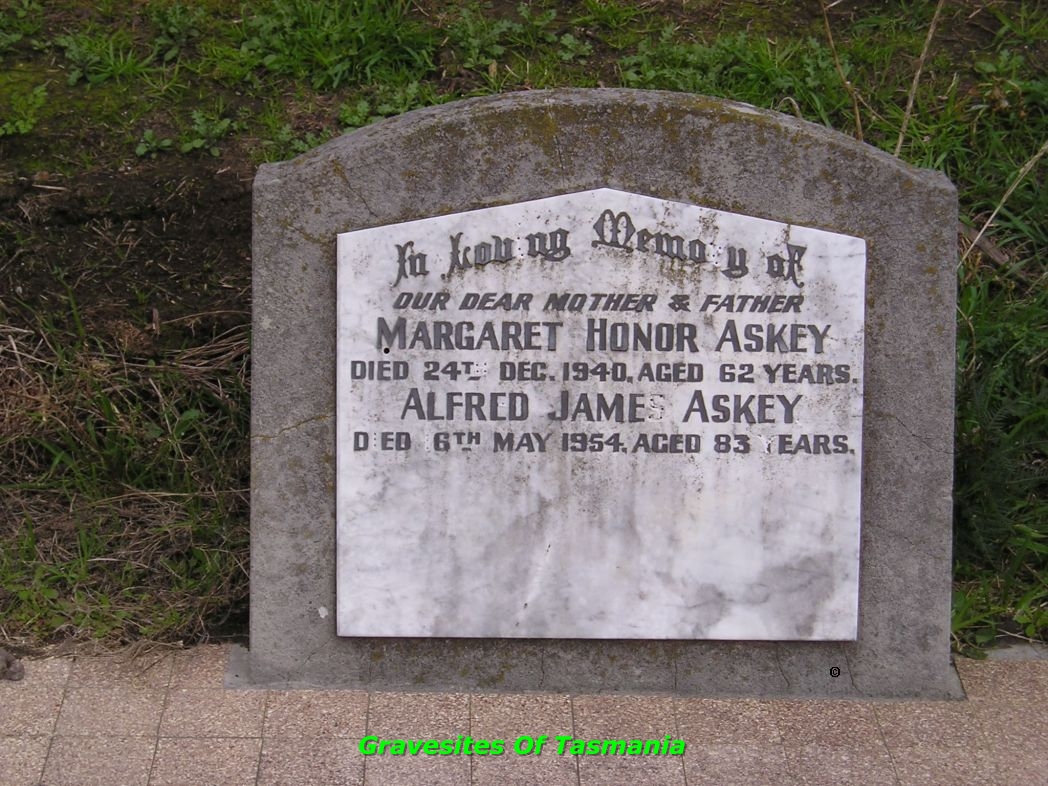 In Loving Memory of
OUR DEAR MOTHER & FATHER
MARGARET HONOR ASKEY
DIED 24TH DEC. 1940, AGED 62 YEARS.
ALFRED JAMES ASKEY
DIED 16TH MAY 1954, AGED 83 YEARS.
©
Gravesites Of Tasmania